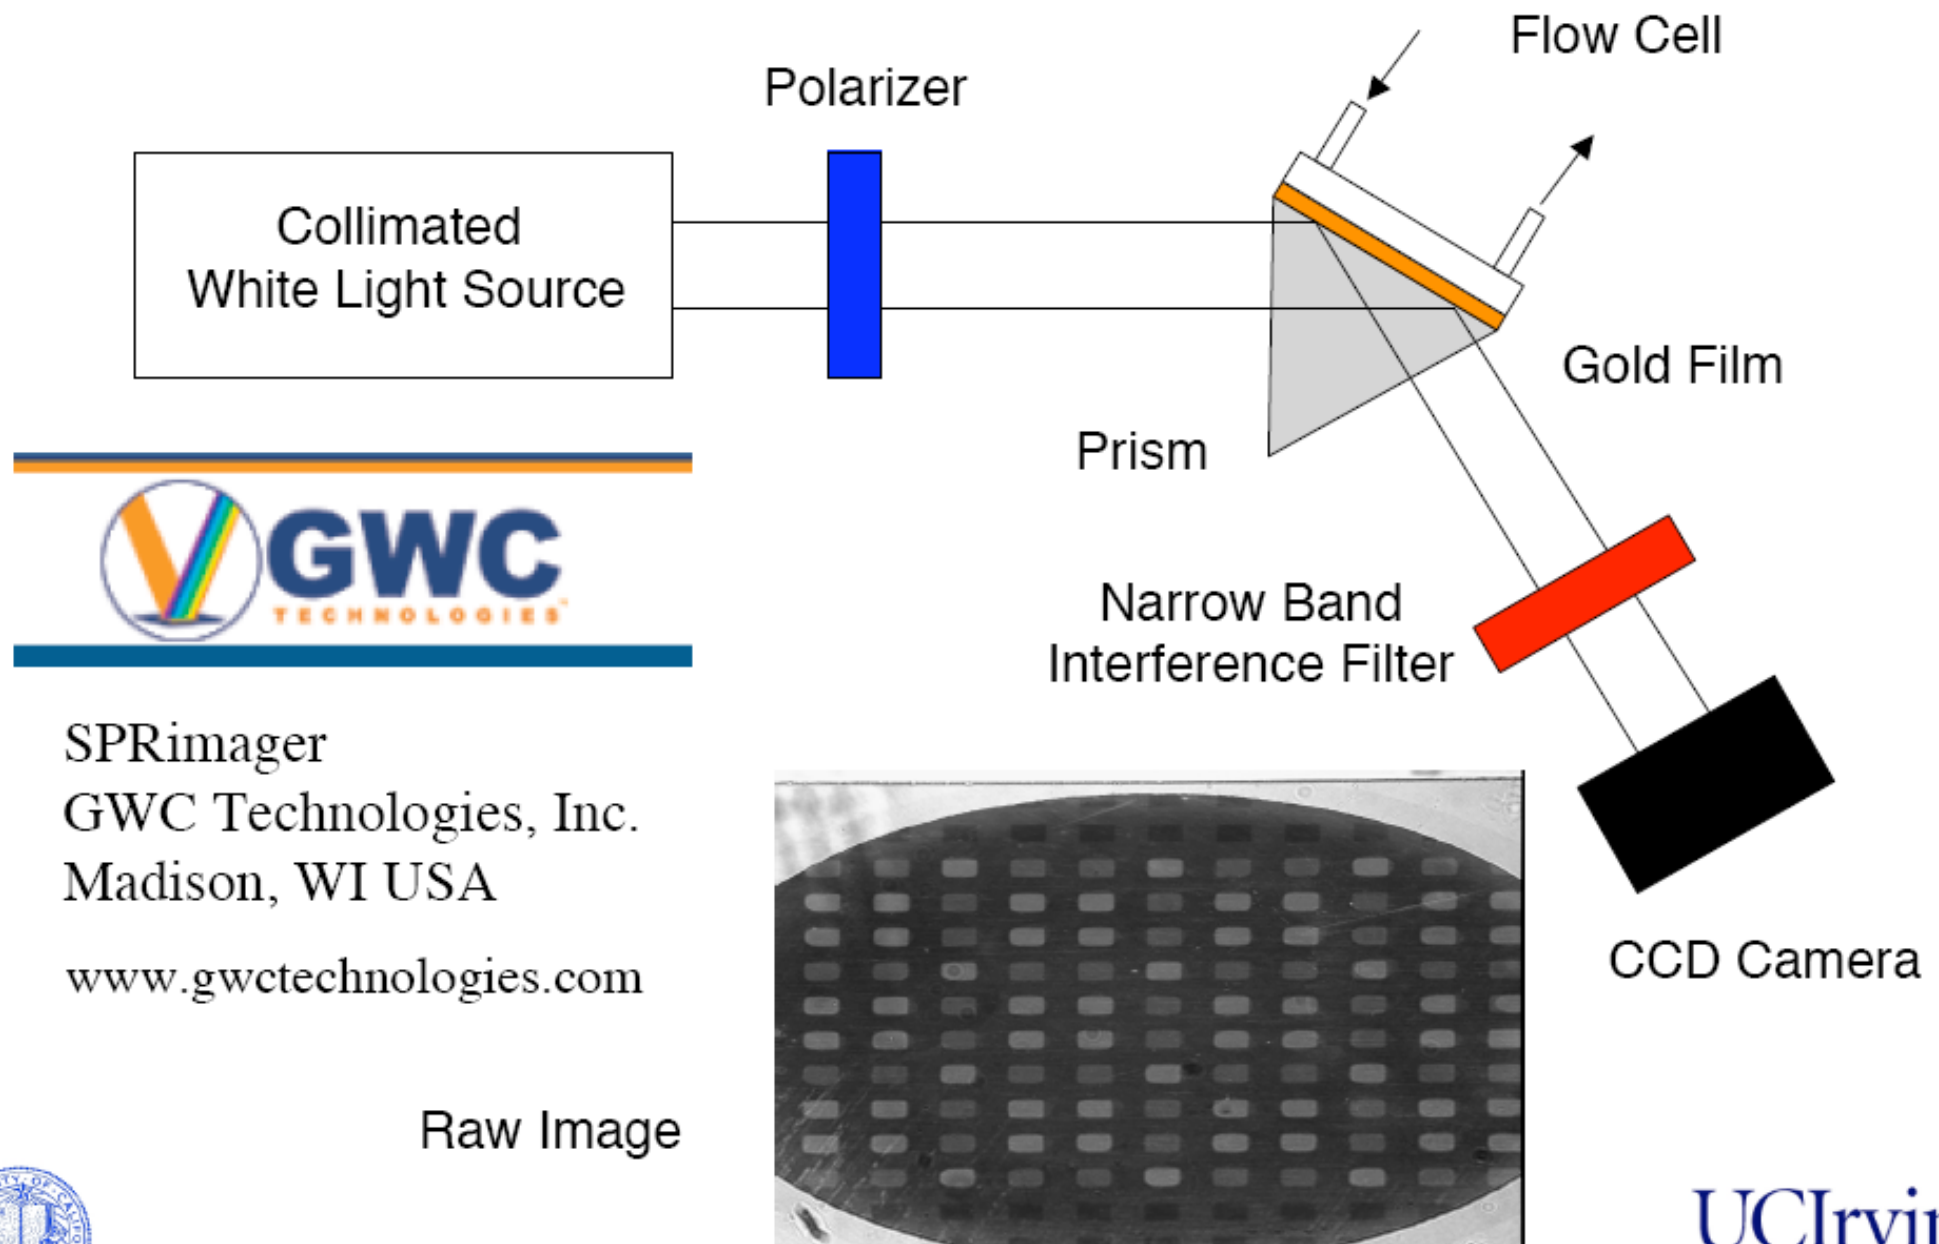 Flow Cell
Polarizer
Collimated
White Light Source
Gold Film
Prism
GWC
TECHNOLOGIES
Narrow Band
Interference Filter
SPRimager
GWC Technologies, Inc.
Madison, WI USA
www.gwctechnologies.com
CCD Camera
Raw Image